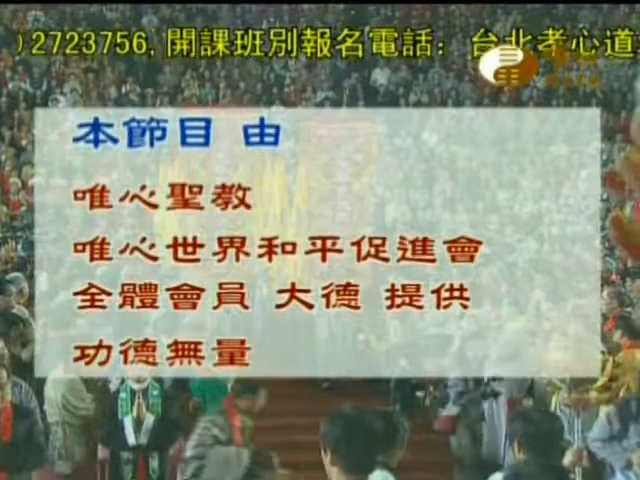 )2723756,開課班別報名電話：台北孝心道
本節目 由
唯心聖教
唯心世界和平促進會
全體會員 大德 提供
功德無量